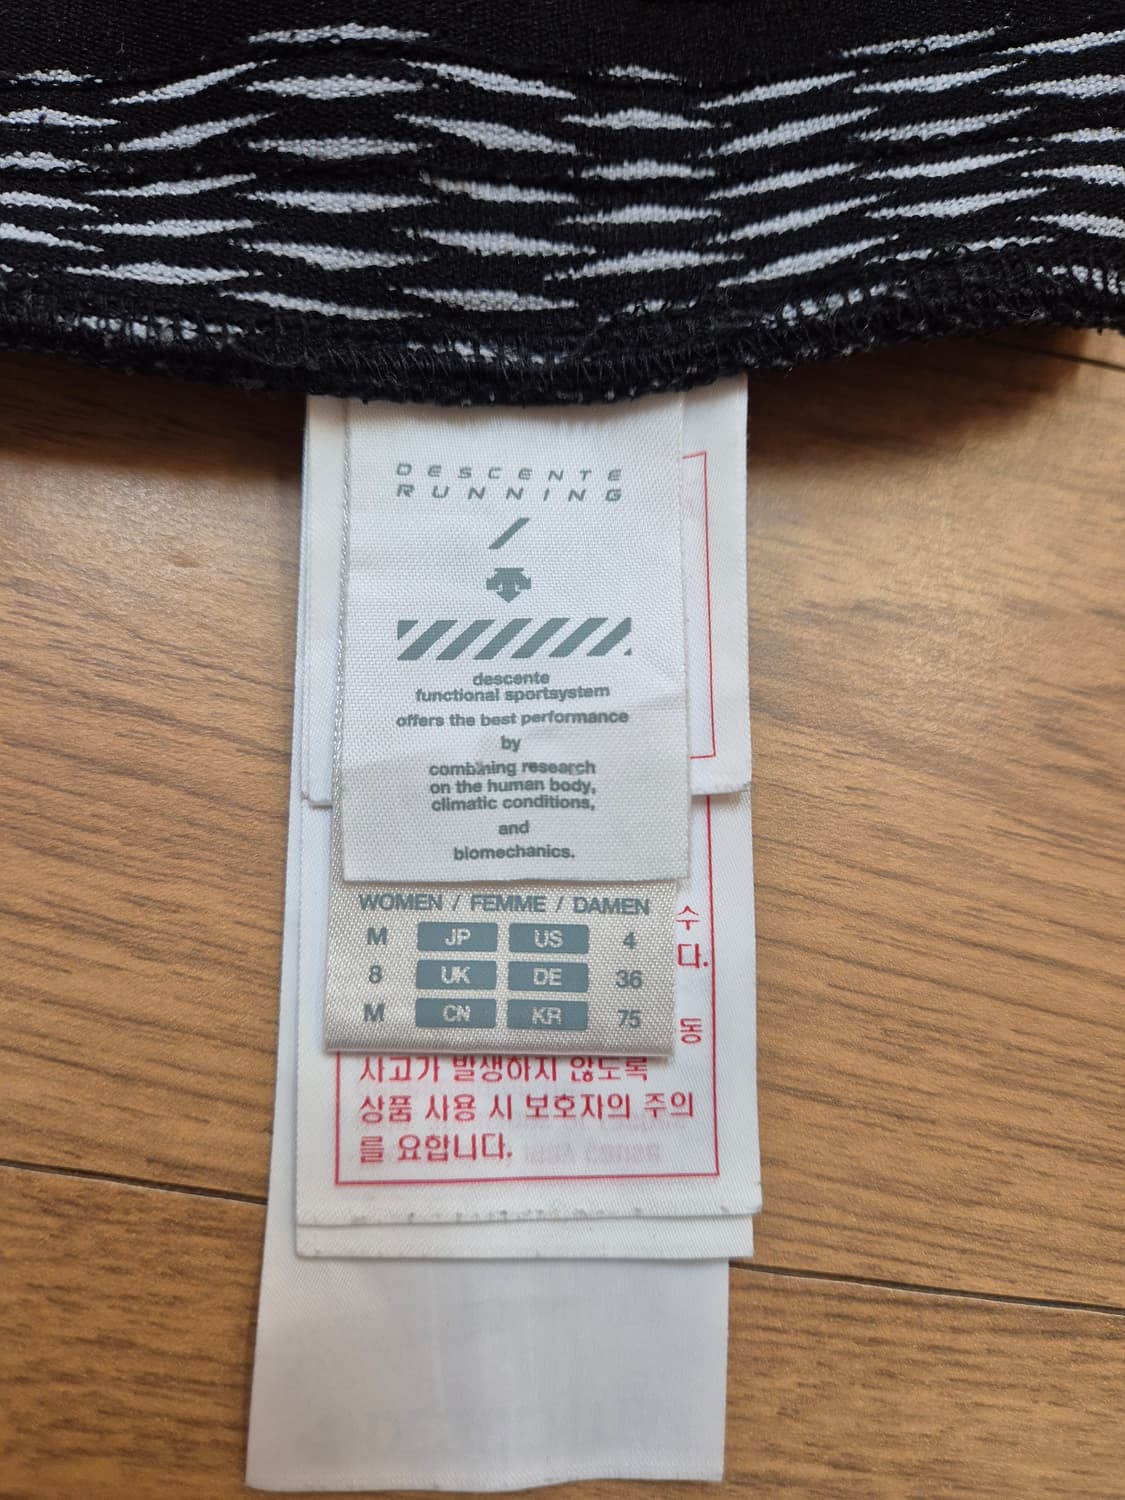 DESCENTE
RUNNING
descente
functional sportsystem
offers the best performance
by
combining research
on the human body,
climatic conditions,
and
biomechanics.
WOMEN / FEMME / DAMEN
M JP US 4
8 UK DE 36
M CN KR 75
수
다.
동
사고가 발생하지 않도록
상품 사용 시 보호자의 주의
를 요합니다.